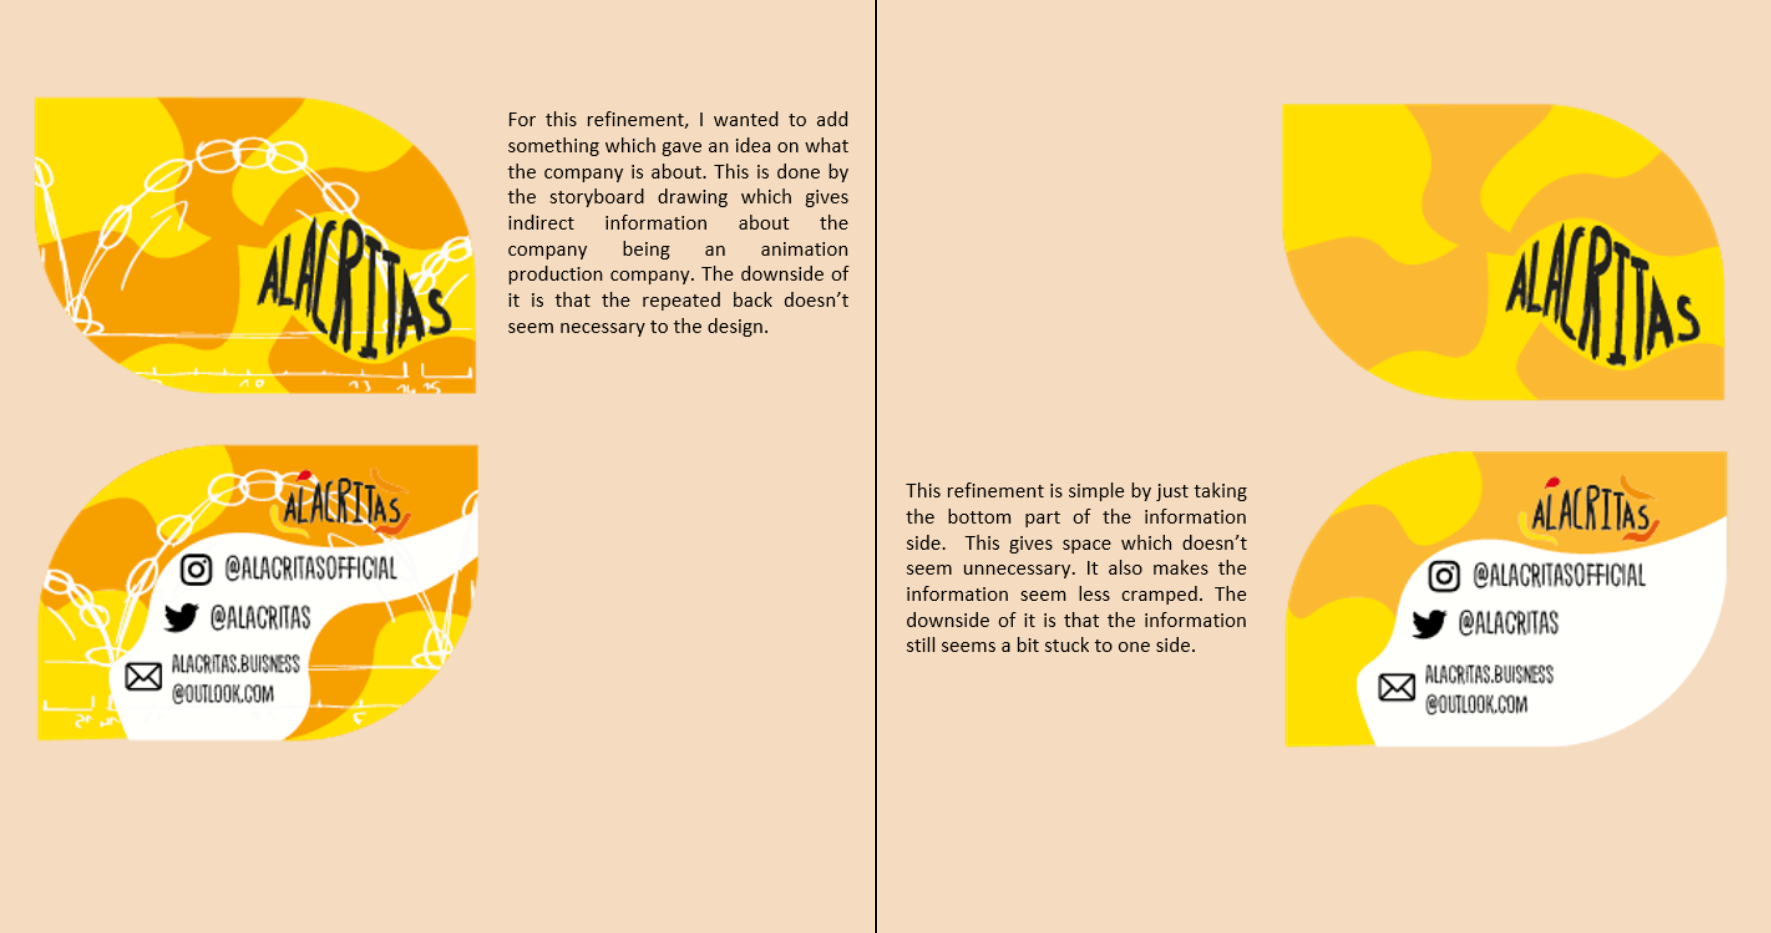 For this refinement, I wanted to add
something which gave an idea on what
the company is about. This is done by
the storyboard drawing which gives
indirect information about the
company being an animation
production company. The downside of
it is that the repeated back doesn’t
seem necessary to the design.
ALACRITAS
10
13
14 15
ALACRITAS
@ALACRITASOFFICIAL
@ALACRITAS
ALACRITAS.BUISNESS
@OUTLOOK.COM
5
This refinement is simple by just taking
the bottom part of the information
side. This gives space which doesn’t
seem unnecessary. It also makes the
information seem less cramped. The
downside of it is that the information
still seems a bit stuck to one side.
ALACRITAS
ALACRITAS
@ALACRITASOFFICIAL
@ALACRITAS
ALACRITAS.BUISNESS
@OUTLOOK.COM